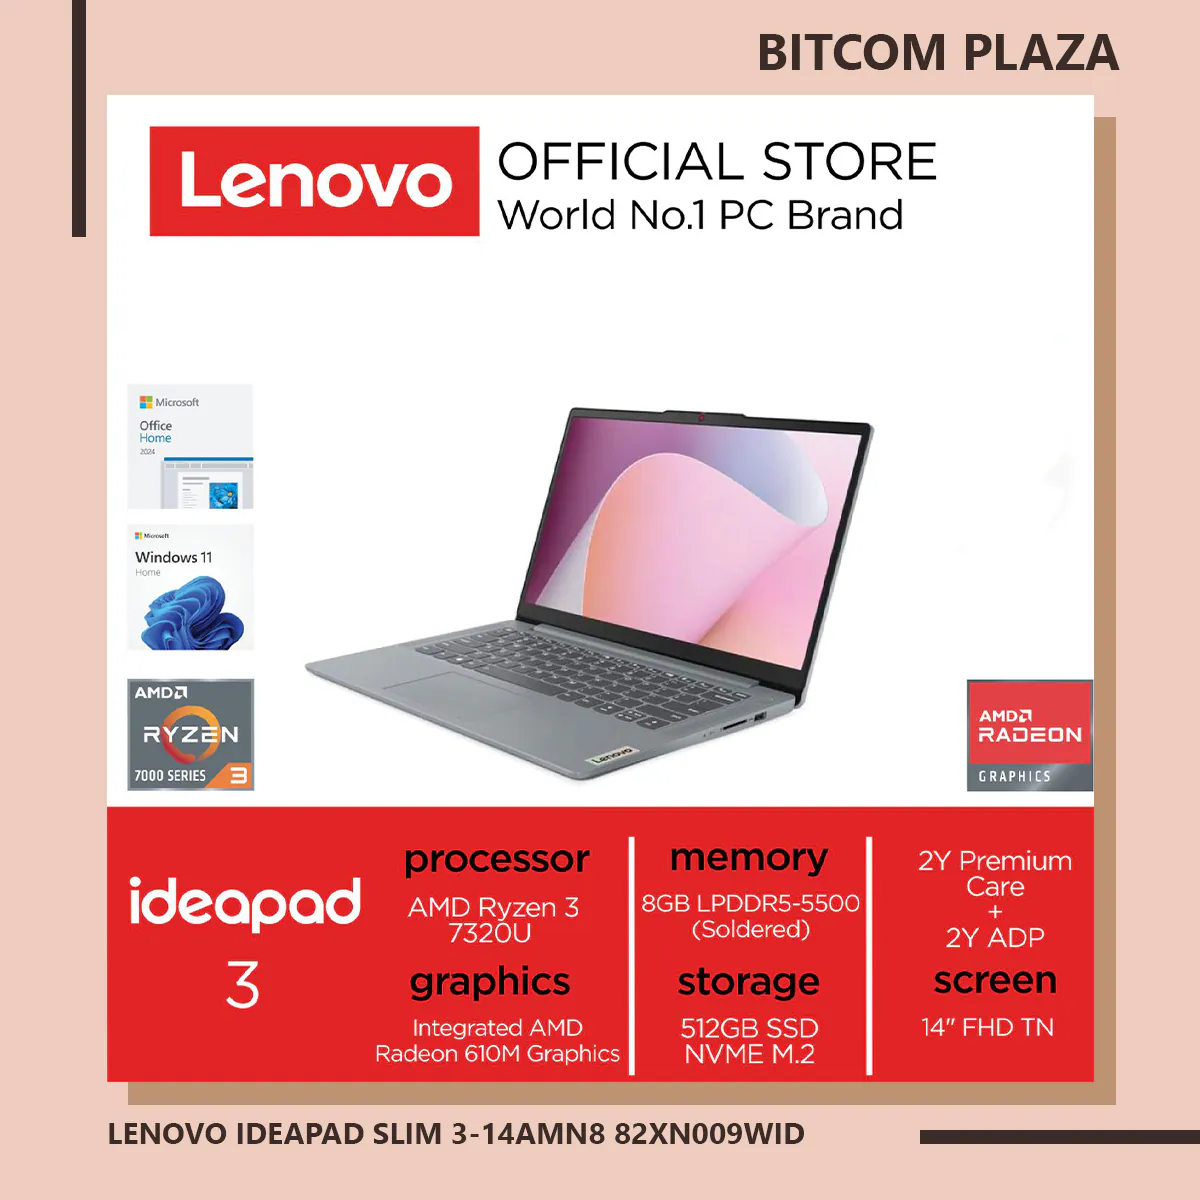 BITCOM PLAZA
Lenovo
OFFICIAL STORE
World No.1 PC Brand
Microsoft
Office
Home
2024
Microsoft
Windows 11
Home
AMD
RYZEN
7000 SERIES
3
Lenovo
AMD
RADEON
GRAPHICS
ideapad
3
processor
AMD Ryzen 3
7320U
graphics
Integrated AMD
Radeon 610M Graphics
memory
8GB LPDDR5-5500
(Soldered)
storage
512GB SSD
NVME M.2
2Y Premium
Care
+
2Y ADP
screen
14" FHD TN
LENOVO IDEAPAD SLIM 3-14AMN8 82XN009WID